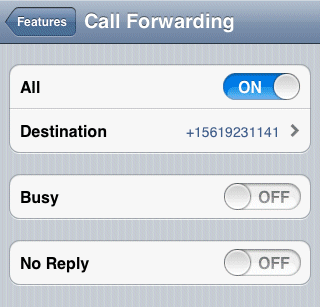 Features
Call Forwarding
All ON
Destination +15619231141
Busy OFF
No Reply OFF